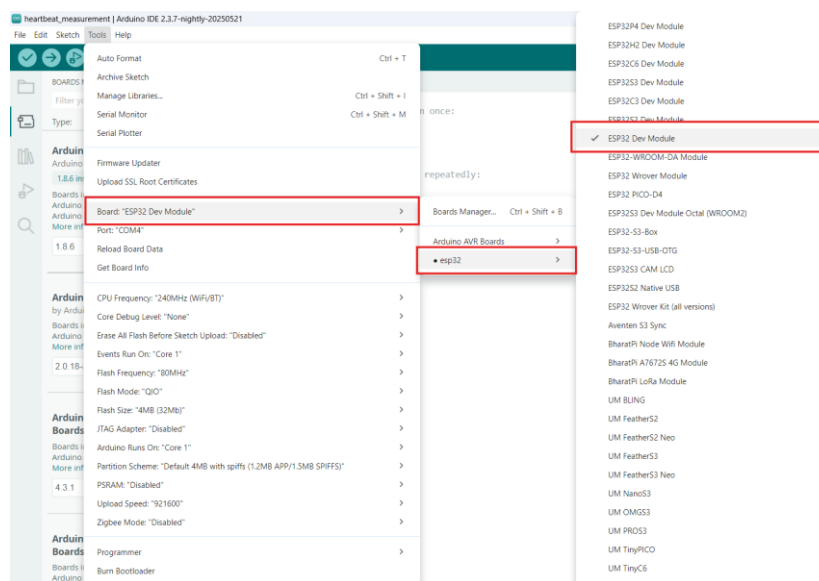 heartbeat_measurement | Arduino IDE 2.3.7-nightly-20250521
File Edit Sketch Tools Help
BOARDS
Filter
Type:
Arduino
1.8.6
Boards
Arduino
Arduino
More
1.8.6
by
Boards
Arduino
More
2.0.18-
Boards
Boards
Arduino
More
4.3.1
Boards
Boards
Arduino
n once:
repeatedly:
Auto Format Ctrl + T
Archive Sketch
Manage Libraries... Ctrl + Shift + I
Serial Monitor Ctrl + Shift + M
Serial Plotter
Firmware Updater
Upload SSL Root Certificates
Board: "ESP32 Dev Module"
Port: "COM4"
Reload Board Data
Get Board Info
CPU Frequency: "240MHz (WiFi/BT)"
Core Debug Level: "None"
Erase All Flash Before Sketch Upload: "Disabled"
Events Run On: "Core 1"
Flash Frequency: "80MHz"
Flash Mode: "QIO"
Flash Size: "4MB (32Mb)"
JTAG Adapter: "Disabled"
Arduino Runs On: "Core 1"
Partition Scheme: "Default 4MB with spiffs (1.2MB APP/1.5MB SPIFFS)"
PSRAM: "Disabled"
Upload Speed: "921600"
Zigbee Mode: "Disabled"
Programmer
Burn Bootloader
Boards Manager... Ctrl + Shift + B
Arduino AVR Boards
• esp32
ESP32P4 Dev Module
ESP32H2 Dev Module
ESP32C6 Dev Module
ESP32S3 Dev Module
ESP32C3 Dev Module
ESP32S2 Dev Module
ESP32 Dev Module
ESP32-WROOM-DA Module
ESP32 Wrover Module
ESP32 PICO-D4
ESP32S3 Dev Module Octal (WROOM2)
ESP32-S3-Box
ESP32-S3-USB-OTG
ESP32S3 CAM LCD
ESP32S2 Native USB
ESP32 Wrover Kit (all versions)
Aventen S3 Sync
BharatPi Node Wifi Module
BharatPi A7672S 4G Module
BharatPi LoRa Module
UM BLING
UM FeatherS2
UM FeatherS2 Neo
UM FeatherS3
UM FeatherS3 Neo
UM NanoS3
UM OMGS3
UM PROS3
UM TinyPICO
UM TinyC6